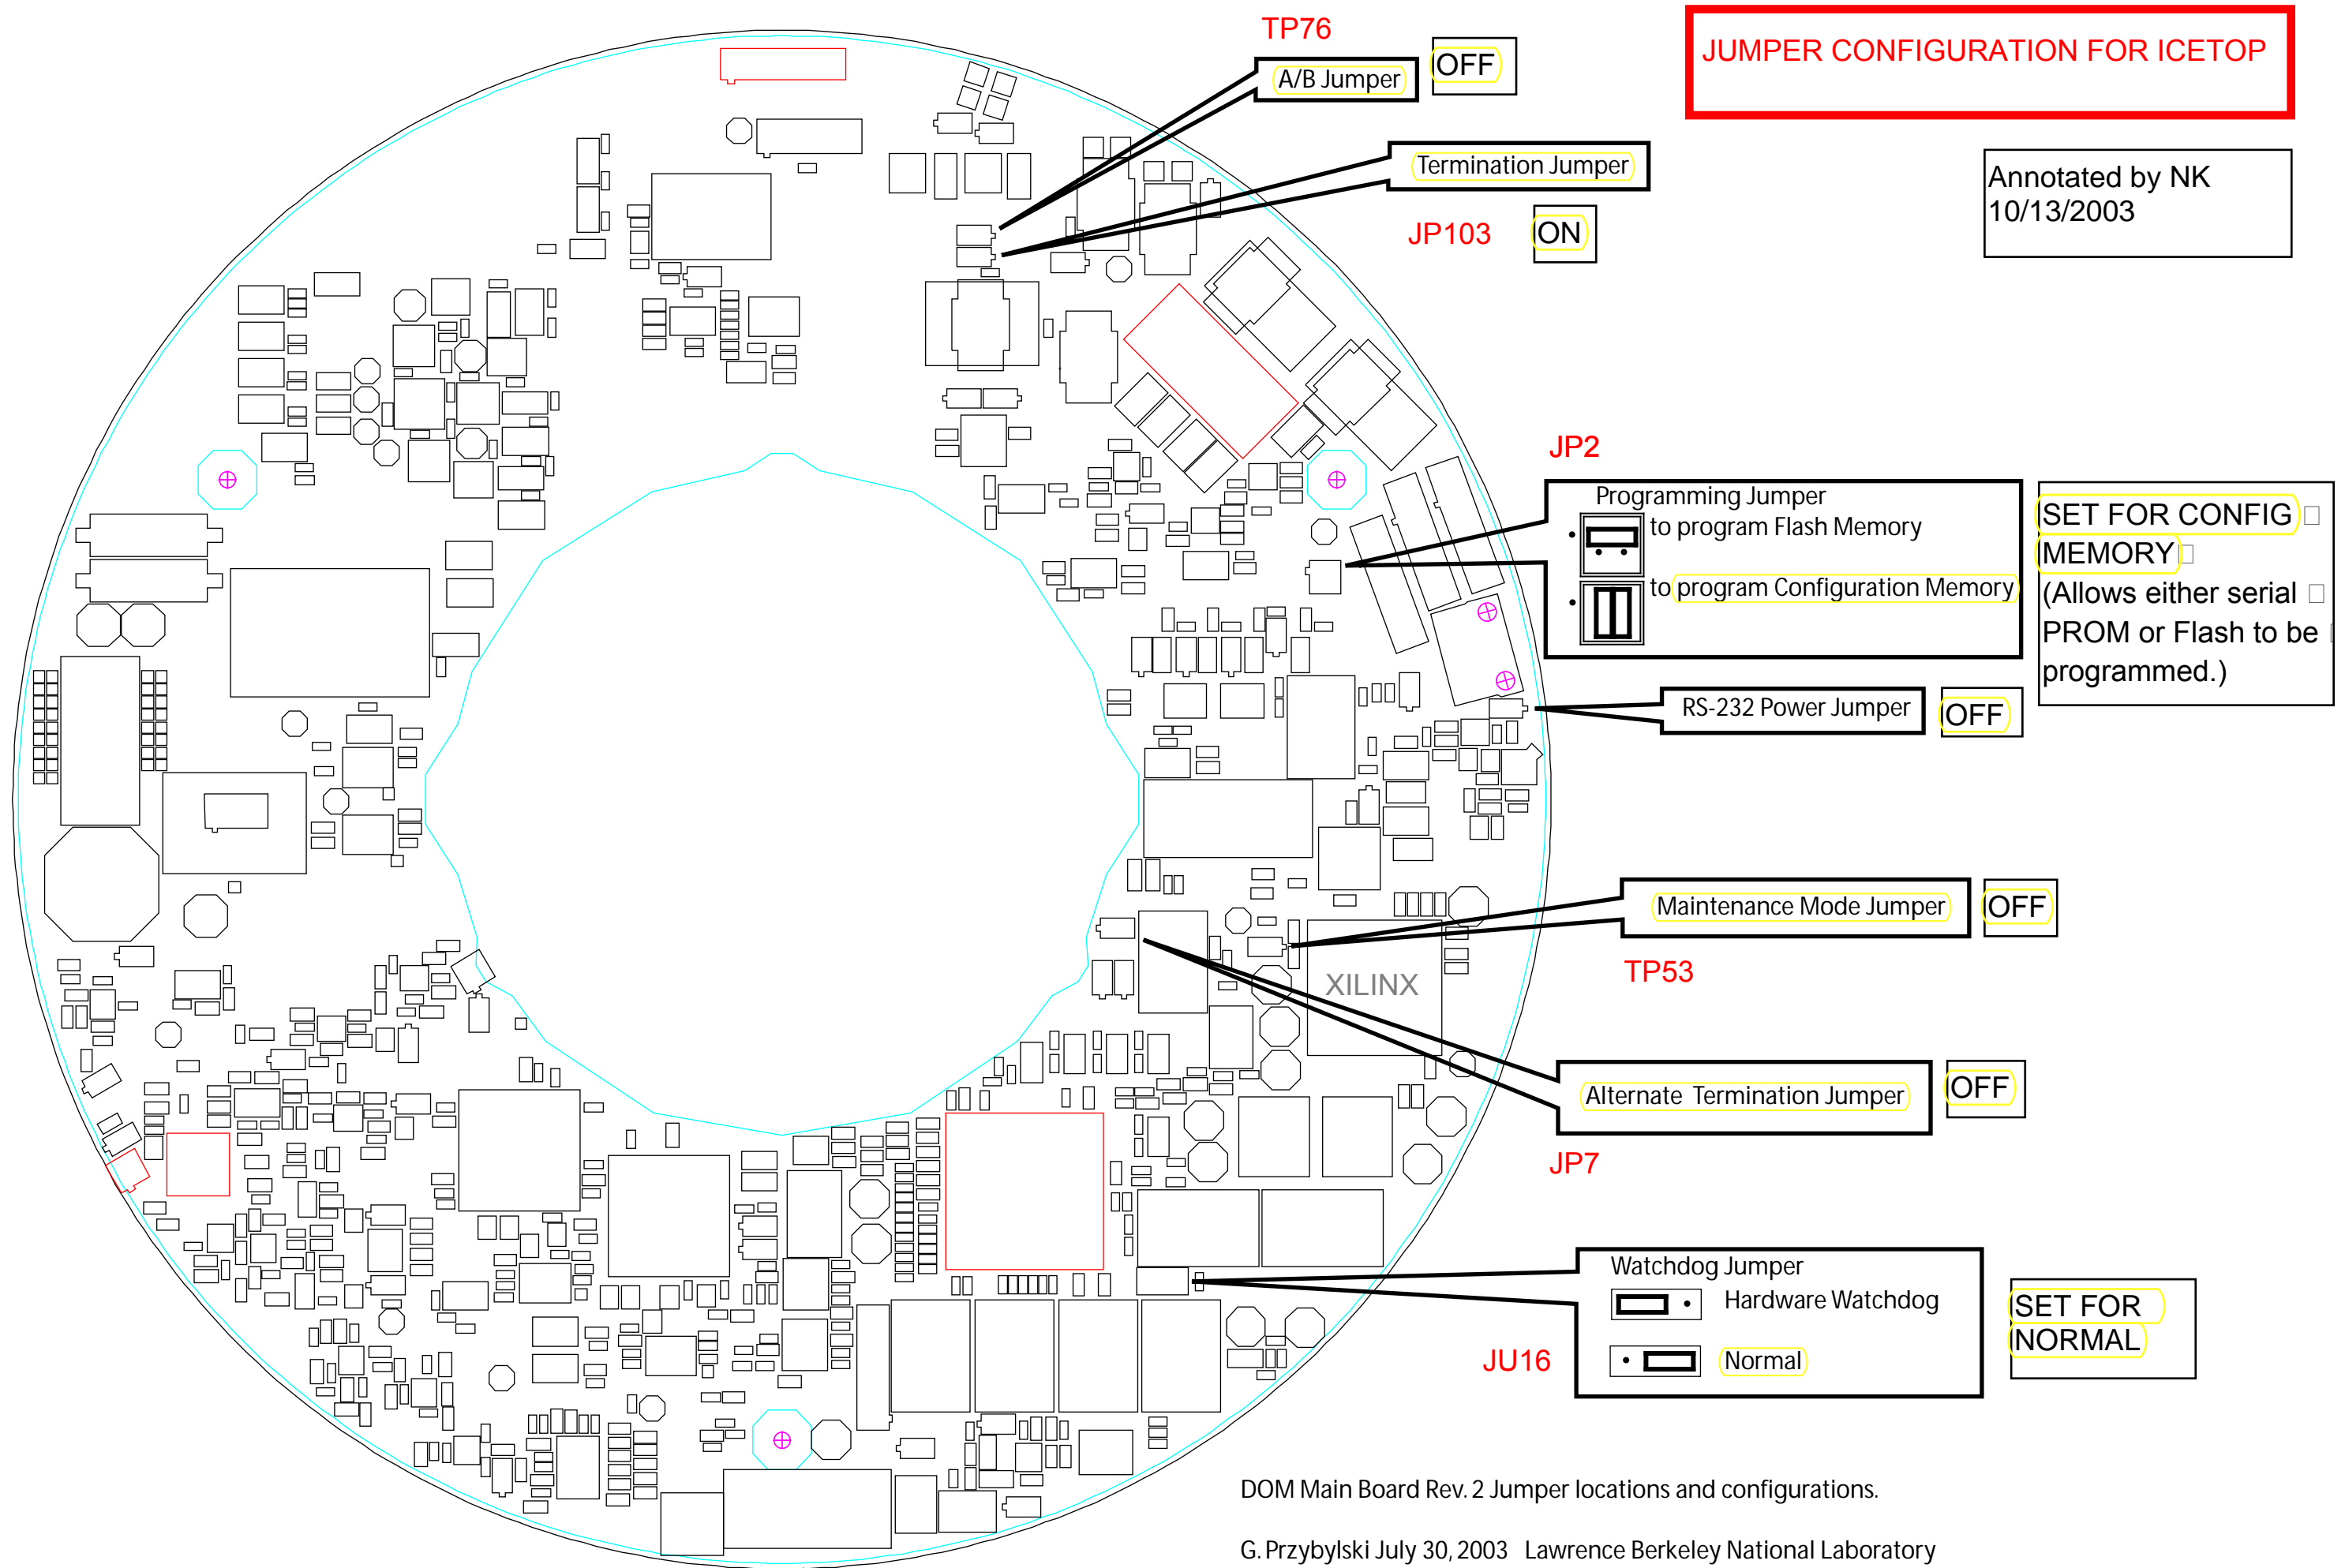 TP76
A/B Jumper
OFF
JUMPER CONFIGURATION FOR ICETOP
Termination Jumper
JP103
ON
Annotated by NK
10/13/2003
JP2
Programming Jumper
to program Flash Memory
to program Configuration Memory
SET FOR CONFIG
MEMORY
(Allows either serial
PROM or Flash to be
programmed.)
RS-232 Power Jumper
OFF
Maintenance Mode Jumper
OFF
TP53
XILINX
Alternate Termination Jumper
OFF
JP7
Watchdog Jumper
Hardware Watchdog
Normal
JU16
SET FOR
NORMAL
DOM Main Board Rev. 2 Jumper locations and configurations.
G. Przybylski July 30, 2003 Lawrence Berkeley National Laboratory